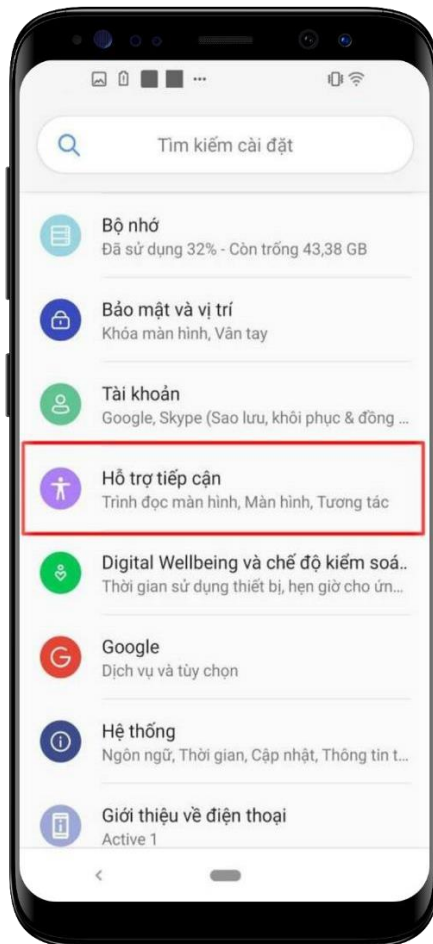 Tìm kiếm cài đặt
Bộ nhớ
Đã sử dụng 32% - Còn trống 43,38 GB
Bảo mật và vị trí
Khóa màn hình, Vân tay
Tài khoản
Google, Skype (Sao lưu, khôi phục & đồng ...
Hỗ trợ tiếp cận
Trình đọc màn hình, Màn hình, Tương tác
Digital Wellbeing và chế độ kiểm soá..
Thời gian sử dụng thiết bị, hẹn giờ cho ứn...
Google
Dịch vụ và tùy chọn
Hệ thống
Ngôn ngữ, Thời gian, Cập nhật, Thông tin t...
Giới thiệu về điện thoại
Active 1